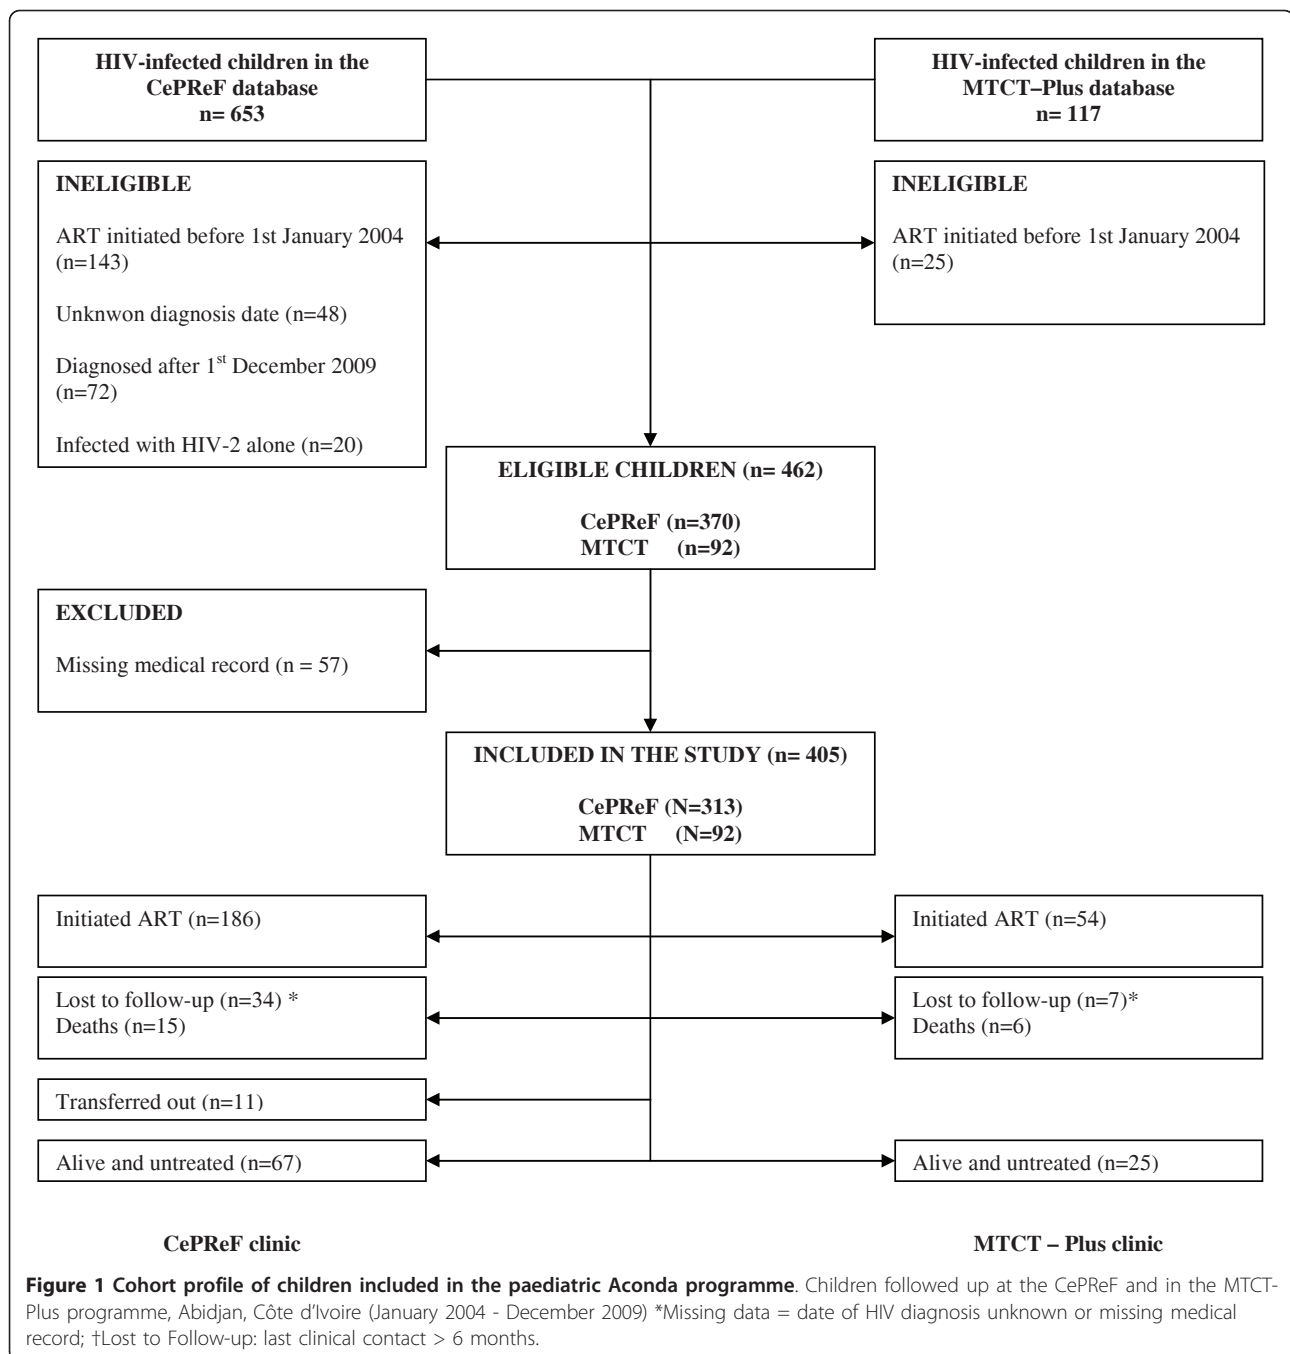 HIV-infected children in the
CePReF database
n= 653
HIV-infected children in the
MTCT–Plus database
n= 117
INELIGIBLE
ART initiated before 1st January 2004
(n=143)
Unknwon diagnosis date (n=48)
Diagnosed after 1st December 2009
(n=72)
Infected with HIV-2 alone (n=20)
INELIGIBLE
ART initiated before 1st January 2004
(n=25)
ELIGIBLE CHILDREN (n= 462)
CePReF (n=370)
MTCT (n=92)
EXCLUDED
Missing medical record (n = 57)
INCLUDED IN THE STUDY (n= 405)
CePReF (N=313)
MTCT (N=92)
Initiated ART (n=186)
Initiated ART (n=54)
Lost to follow-up (n=34) *
Deaths (n=15)
Lost to follow-up (n=7)*
Deaths (n=6)
Transferred out (n=11)
Alive and untreated (n=67)
Alive and untreated (n=25)
CePReF clinic
MTCT – Plus clinic
Figure 1 Cohort profile of children included in the paediatric Aconda programme. Children followed up at the CePReF and in the MTCT-
Plus programme, Abidjan, Côte d'Ivoire (January 2004 - December 2009) *Missing data = date of HIV diagnosis unknown or missing medical
record; †Lost to Follow-up: last clinical contact > 6 months.